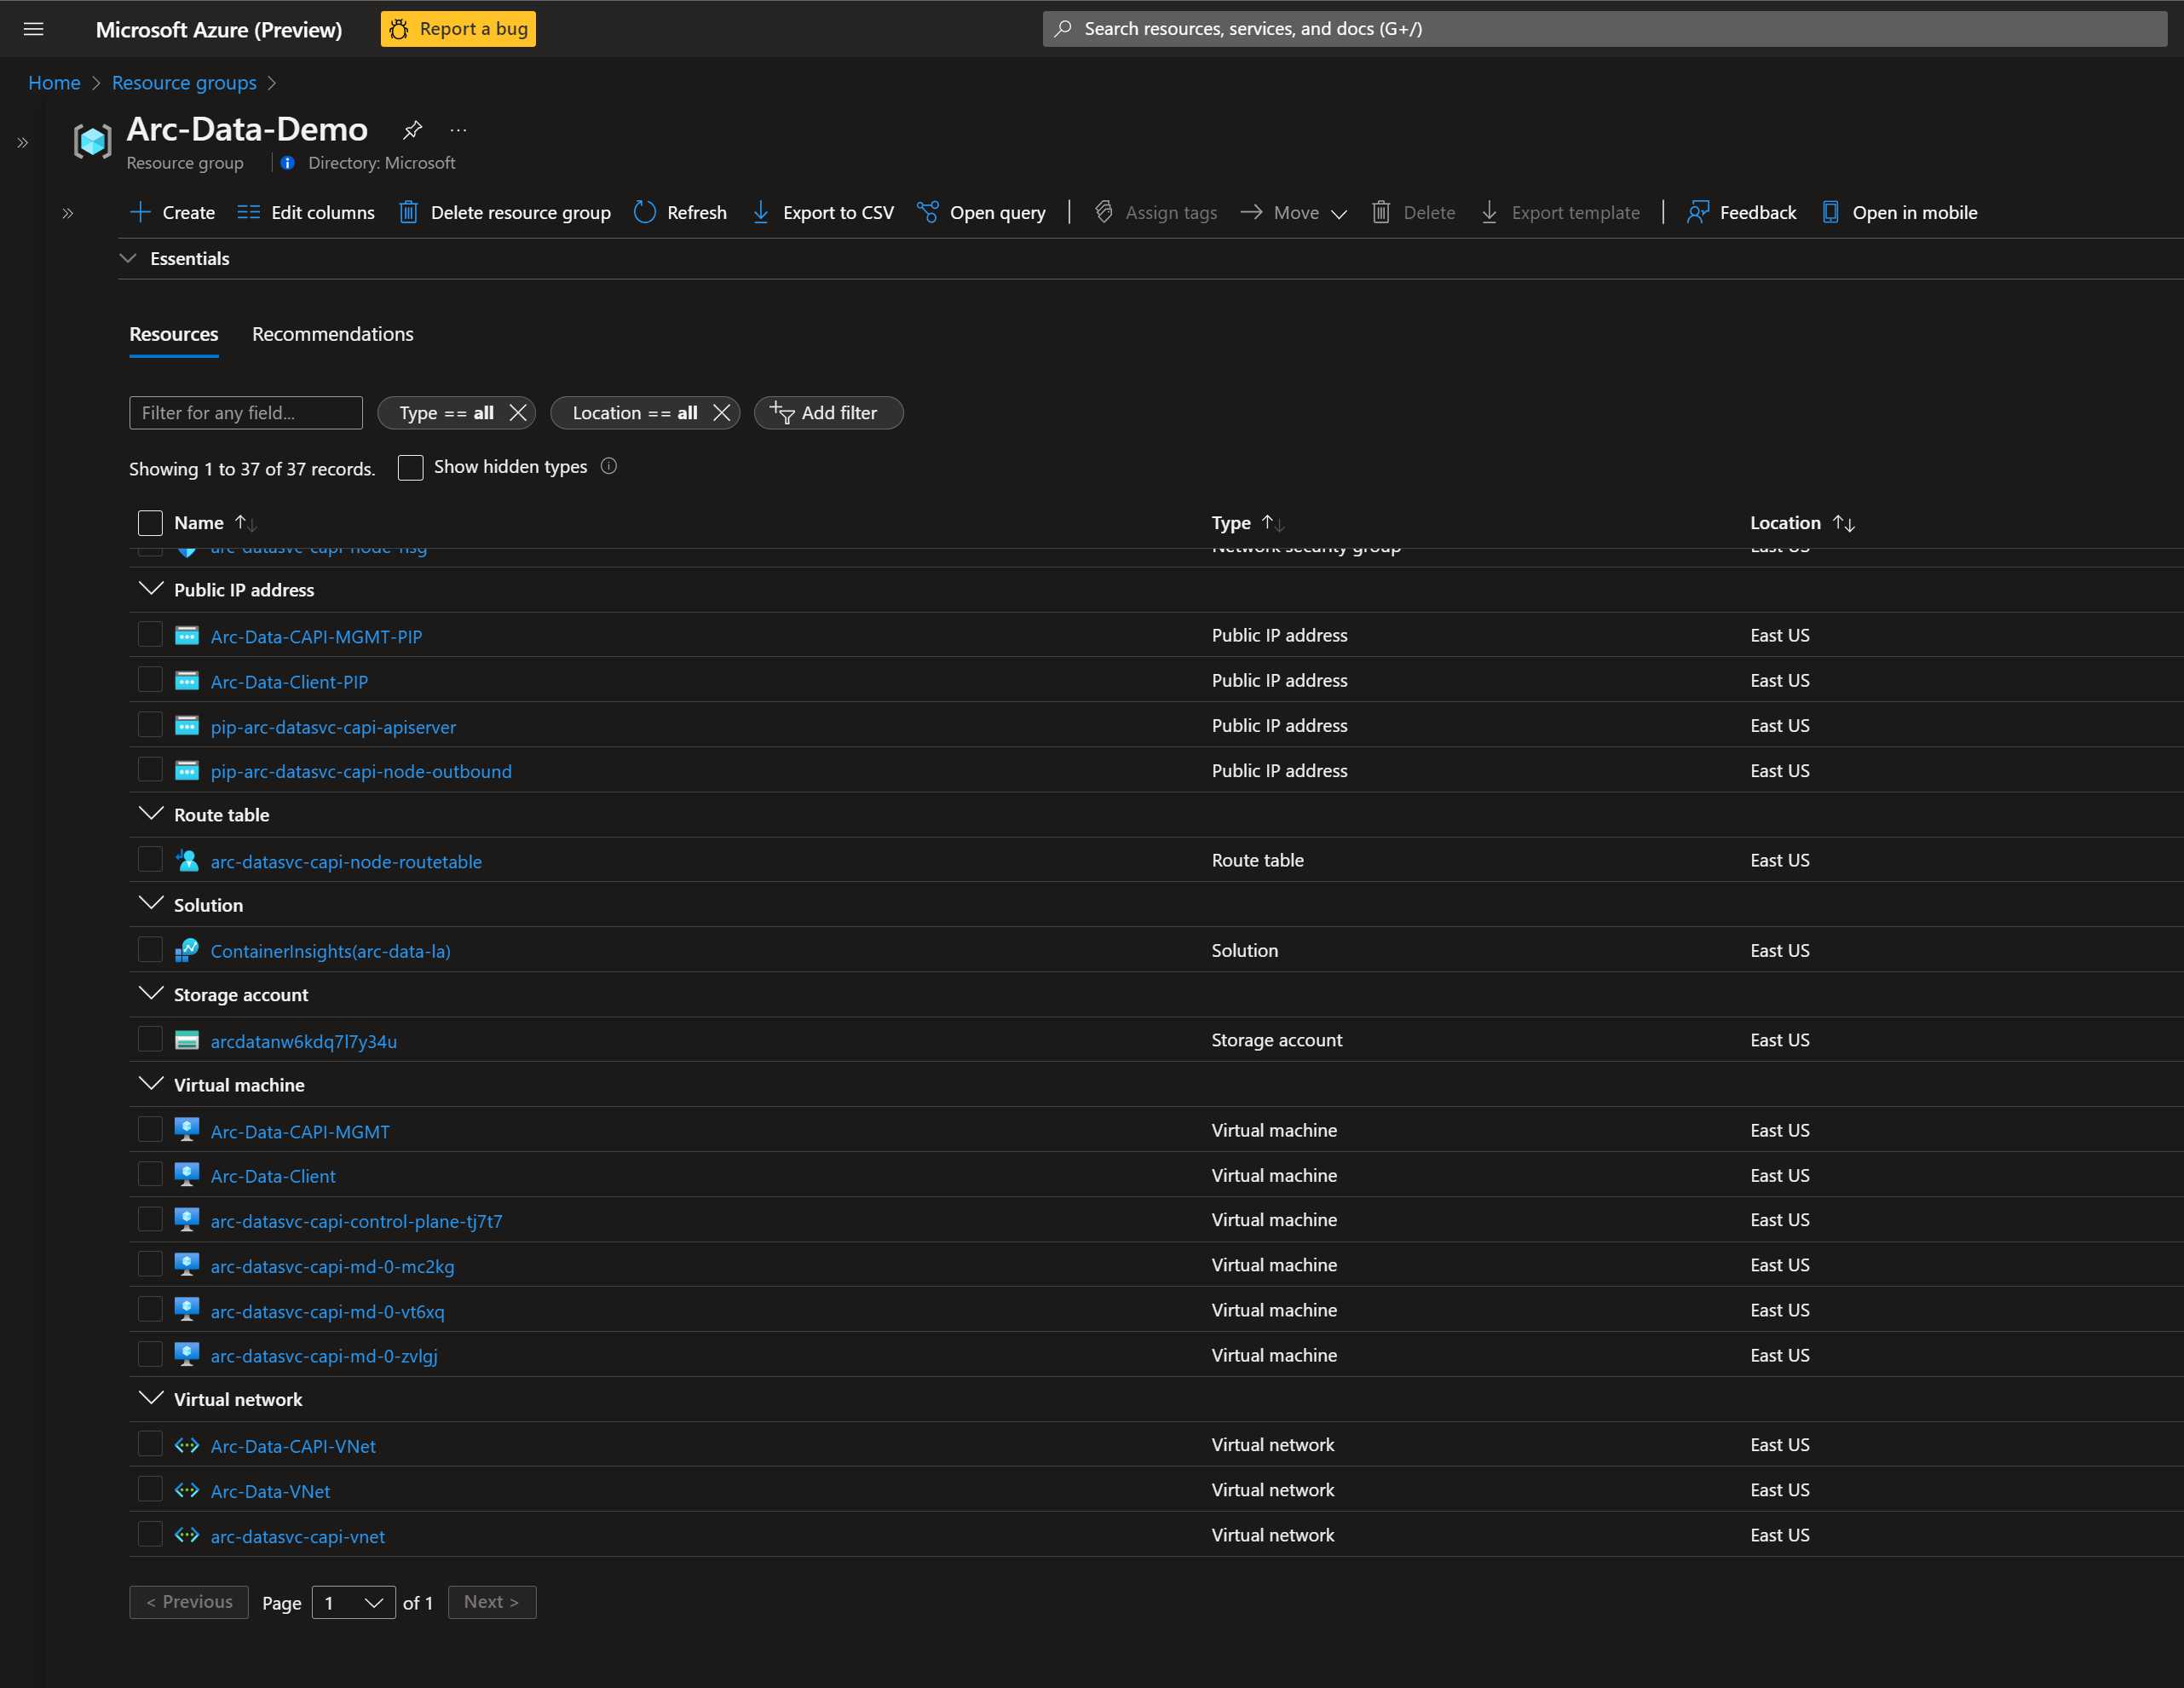 Microsoft Azure (Preview) Report a bug Search resources, services, and docs (G+/)
Home > Resource groups >
Arc-Data-Demo ...
Resource group Directory: Microsoft
Create Edit columns Delete resource group Refresh Export to CSV Open query Assign tags Move Delete Export template Feedback Open in mobile
Essentials
Resources Recommendations
Filter for any field... Type == all Location == all Add filter
Showing 1 to 37 of 37 records. Show hidden types
Name Type Location
arc-datasvc-capi-node-nsg Network security group East US
Public IP address
Arc-Data-CAPI-MGMT-PIP Public IP address East US
Arc-Data-Client-PIP Public IP address East US
pip-arc-datasvc-capi-apiserver Public IP address East US
pip-arc-datasvc-capi-node-outbound Public IP address East US
Route table
arc-datasvc-capi-node-routetable Route table East US
Solution
ContainerInsights(arc-data-la) Solution East US
Storage account
arcdatanw6kdq7l7y34u Storage account East US
Virtual machine
Arc-Data-CAPI-MGMT Virtual machine East US
Arc-Data-Client Virtual machine East US
arc-datasvc-capi-control-plane-tj7t7 Virtual machine East US
arc-datasvc-capi-md-0-mc2kg Virtual machine East US
arc-datasvc-capi-md-0-vt6xq Virtual machine East US
arc-datasvc-capi-md-0-zvlgj Virtual machine East US
Virtual network
Arc-Data-CAPI-VNet Virtual network East US
Arc-Data-VNet Virtual network East US
arc-datasvc-capi-vnet Virtual network East US
< Previous Page 1 of 1 Next >